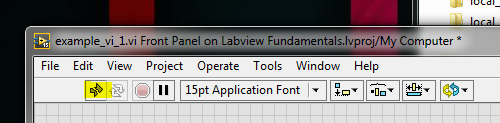 local_
local_
example_vi_1.vi Front Panel on Labview Fundamentals.lvproj/My Computer *
File Edit View Project Operate Tools Window Help
15pt Application Font